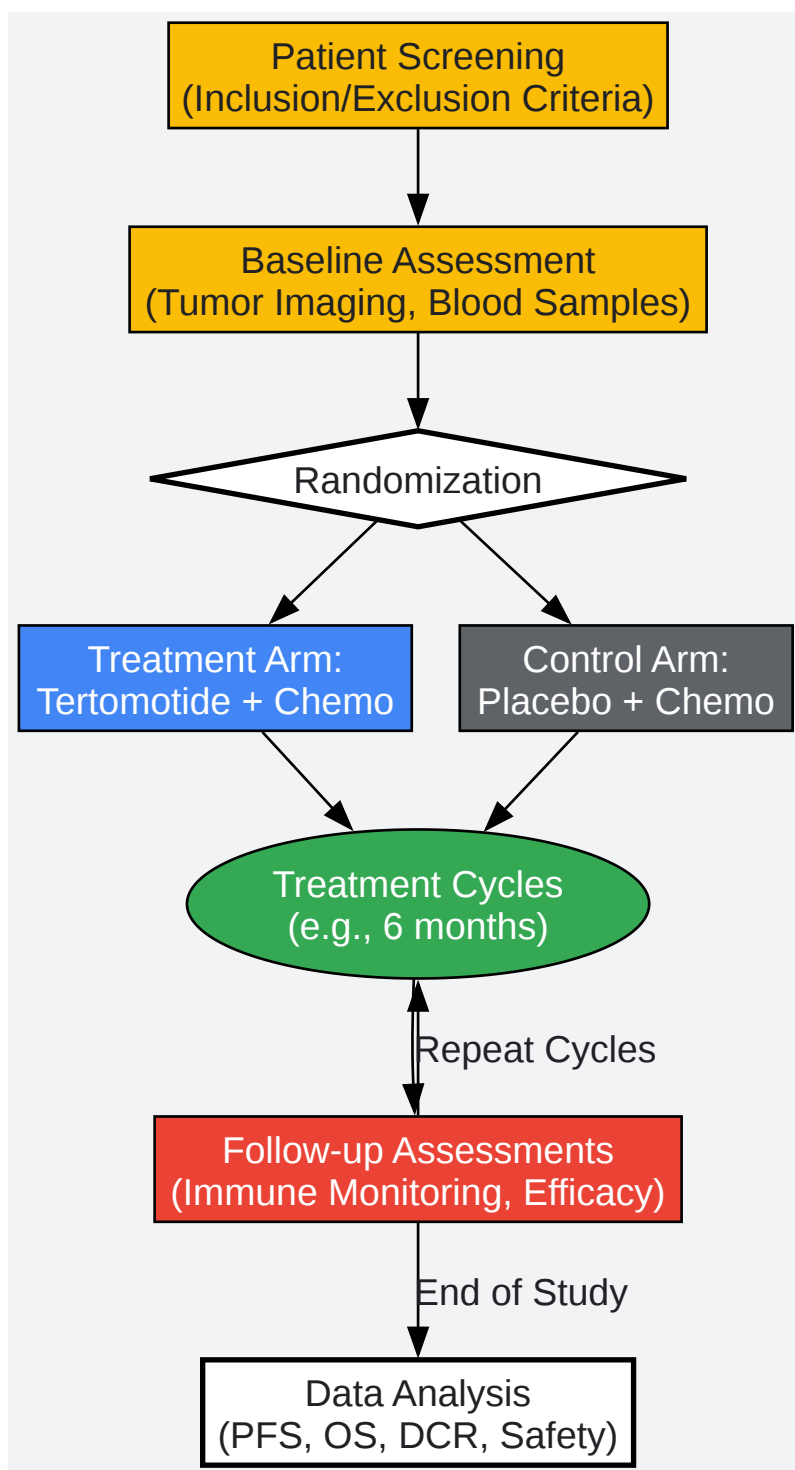 Patient Screening
(Inclusion/Exclusion Criteria)
Baseline Assessment
(Tumor Imaging, Blood Samples)
Randomization
Treatment Arm:
Tertomotide + Chemo
Control Arm:
Placebo + Chemo
Treatment Cycles
(e.g., 6 months)
Repeat Cycles
Follow-up Assessments
(Immune Monitoring, Efficacy)
End of Study
Data Analysis
(PFS, OS, DCR, Safety)